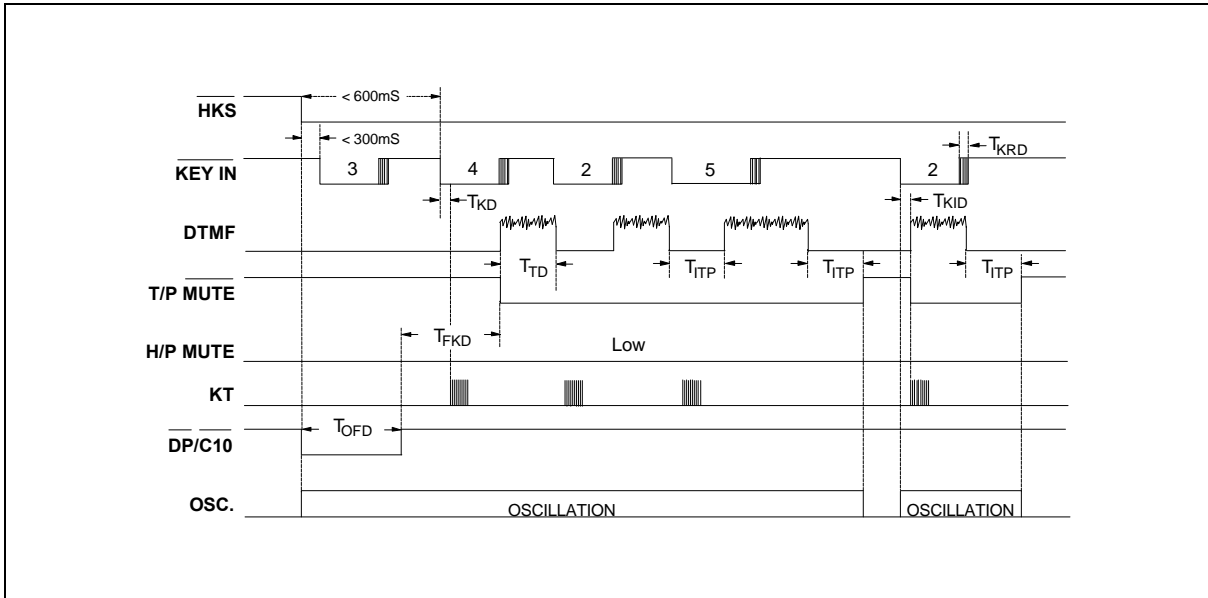 < 600mS
HKS
< 300mS
TKRD
KEY IN
3 4 2 5 2
TKD TKID
DTMF
TTD TITP TITP TITP
T/P MUTE
TFKD
Low
H/P MUTE
KT
TOFD
DP/C10
OSC.
OSCILLATION OSCILLATION